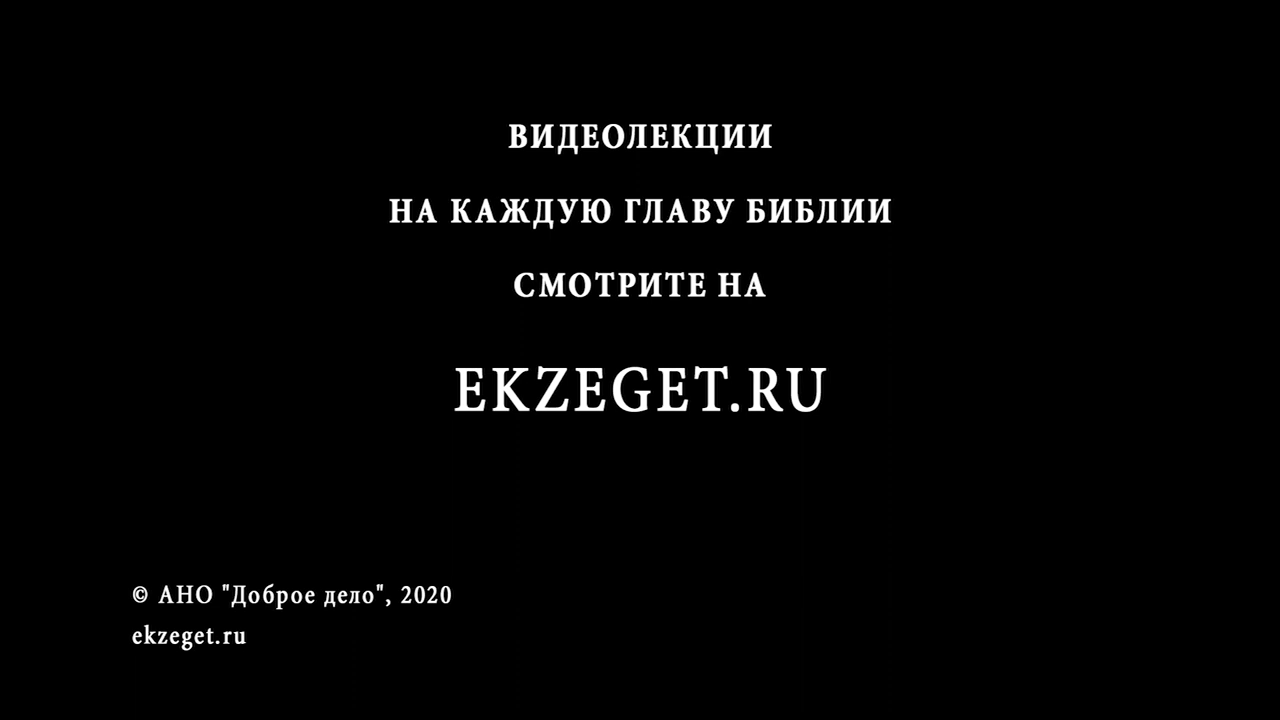 ВИДЕОЛЕКЦИИ
НА КАЖДУЮ ГЛАВУ БИБЛИИ
СМОТРИТЕ НА
EKZEGET.RU
© АНО "Доброе дело", 2020
ekzeget.ru